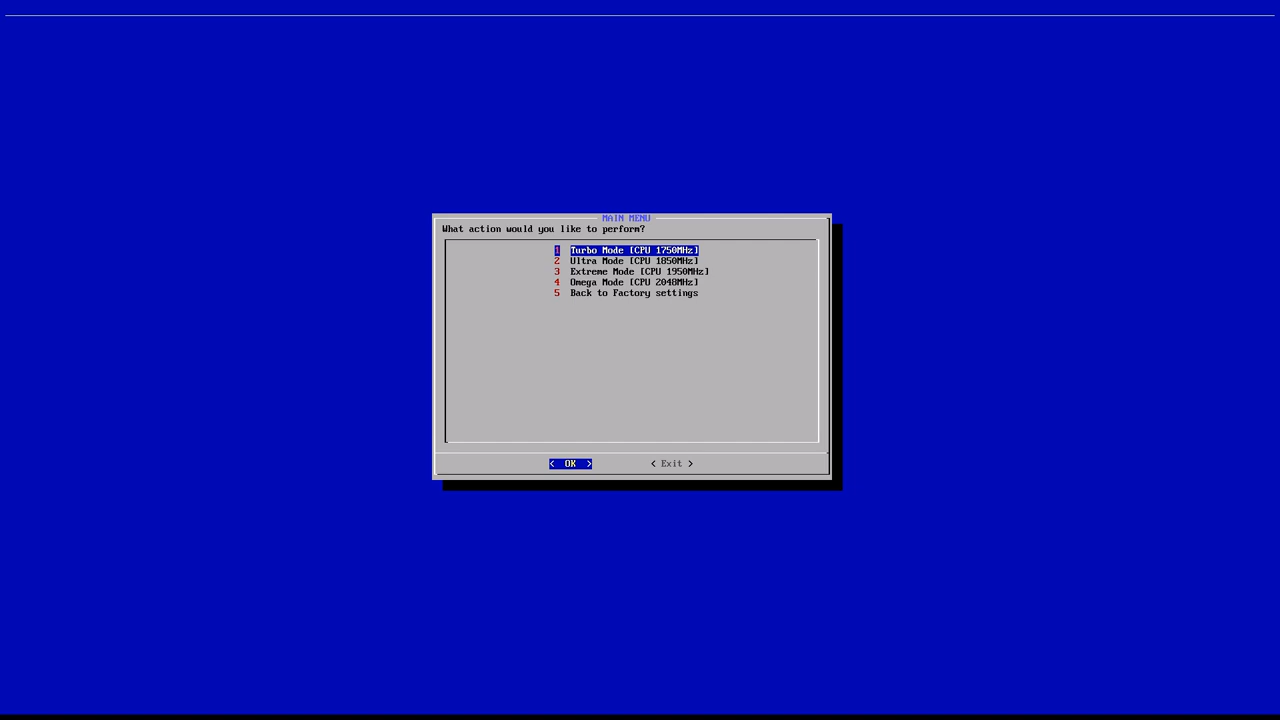 MAIN MENU
What action would you like to perform?
1 Turbo Mode [CPU 1750MHz]
2 Ultra Mode [CPU 1850MHz]
3 Extreme Mode [CPU 1950MHz]
4 Omega Mode [CPU 2048MHz]
5 Back to Factory settings
< OK > < Exit >